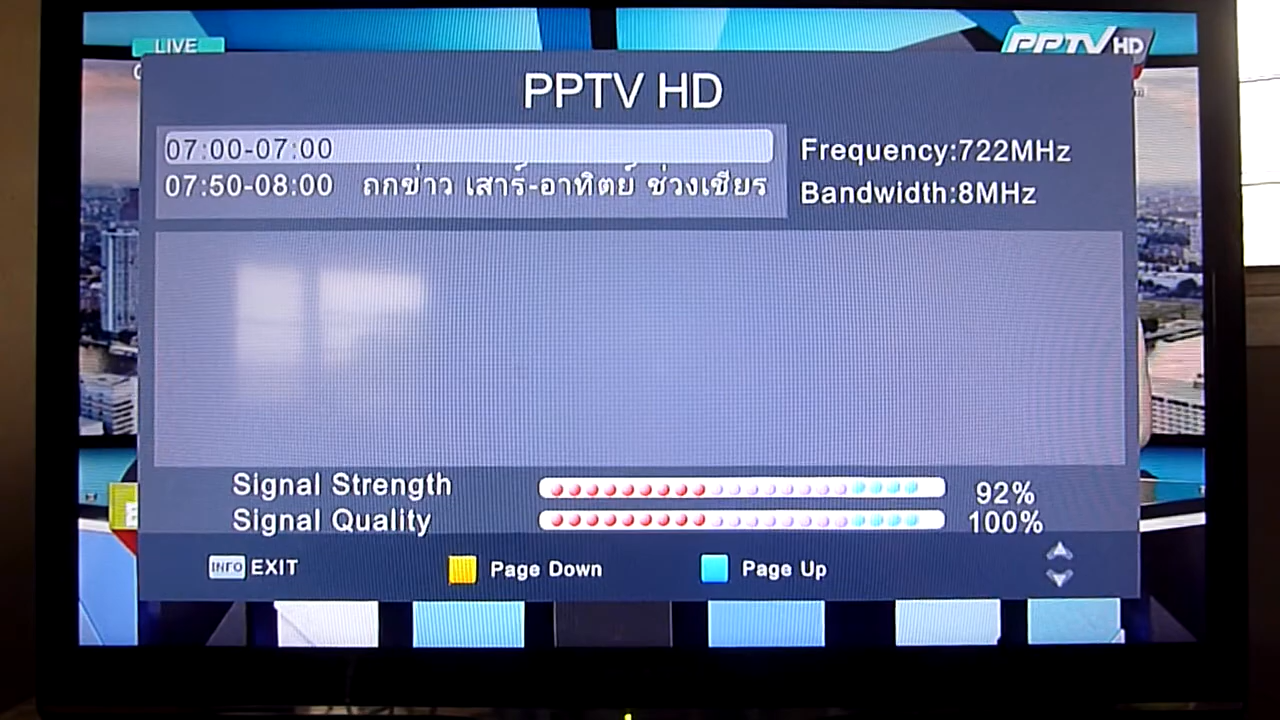 LIVE
PPTV HD
PPTV HD
07:00-07:00
07:50-08:00 ถกข่าว เสาร์-อาทิตย์ ช่วงเชียร
Frequency:722MHz
Bandwidth:8MHz
Signal Strength 92%
Signal Quality 100%
INFO EXIT
Page Down
Page Up